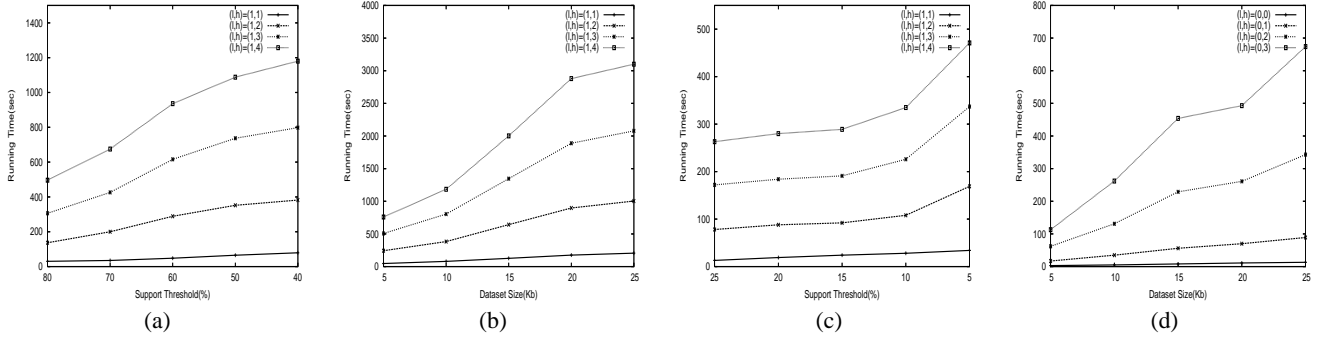 1400
1200
1000
800
600
400
200
0
80
70
60
50
40
Running Time(sec)
Support Threshold(%)
(l,h)=(1,1)
(l,h)=(1,2)
(l,h)=(1,3)
(l,h)=(1,4)
(a)
4000
3500
3000
2500
2000
1500
1000
500
0
5
10
15
20
25
Running Time(sec)
Dataset Size(Kb)
(l,h)=(1,1)
(l,h)=(1,2)
(l,h)=(1,3)
(l,h)=(1,4)
(b)
500
400
300
200
100
0
25
20
15
10
5
Running Time(sec)
Support Threshold(%)
(l,h)=(1,1)
(l,h)=(1,2)
(l,h)=(1,3)
(l,h)=(1,4)
(c)
800
700
600
500
400
300
200
100
0
5
10
15
20
25
Running Time(sec)
Dataset Size(Kb)
(l,h)=(0,0)
(l,h)=(0,1)
(l,h)=(0,2)
(l,h)=(0,3)
(d)